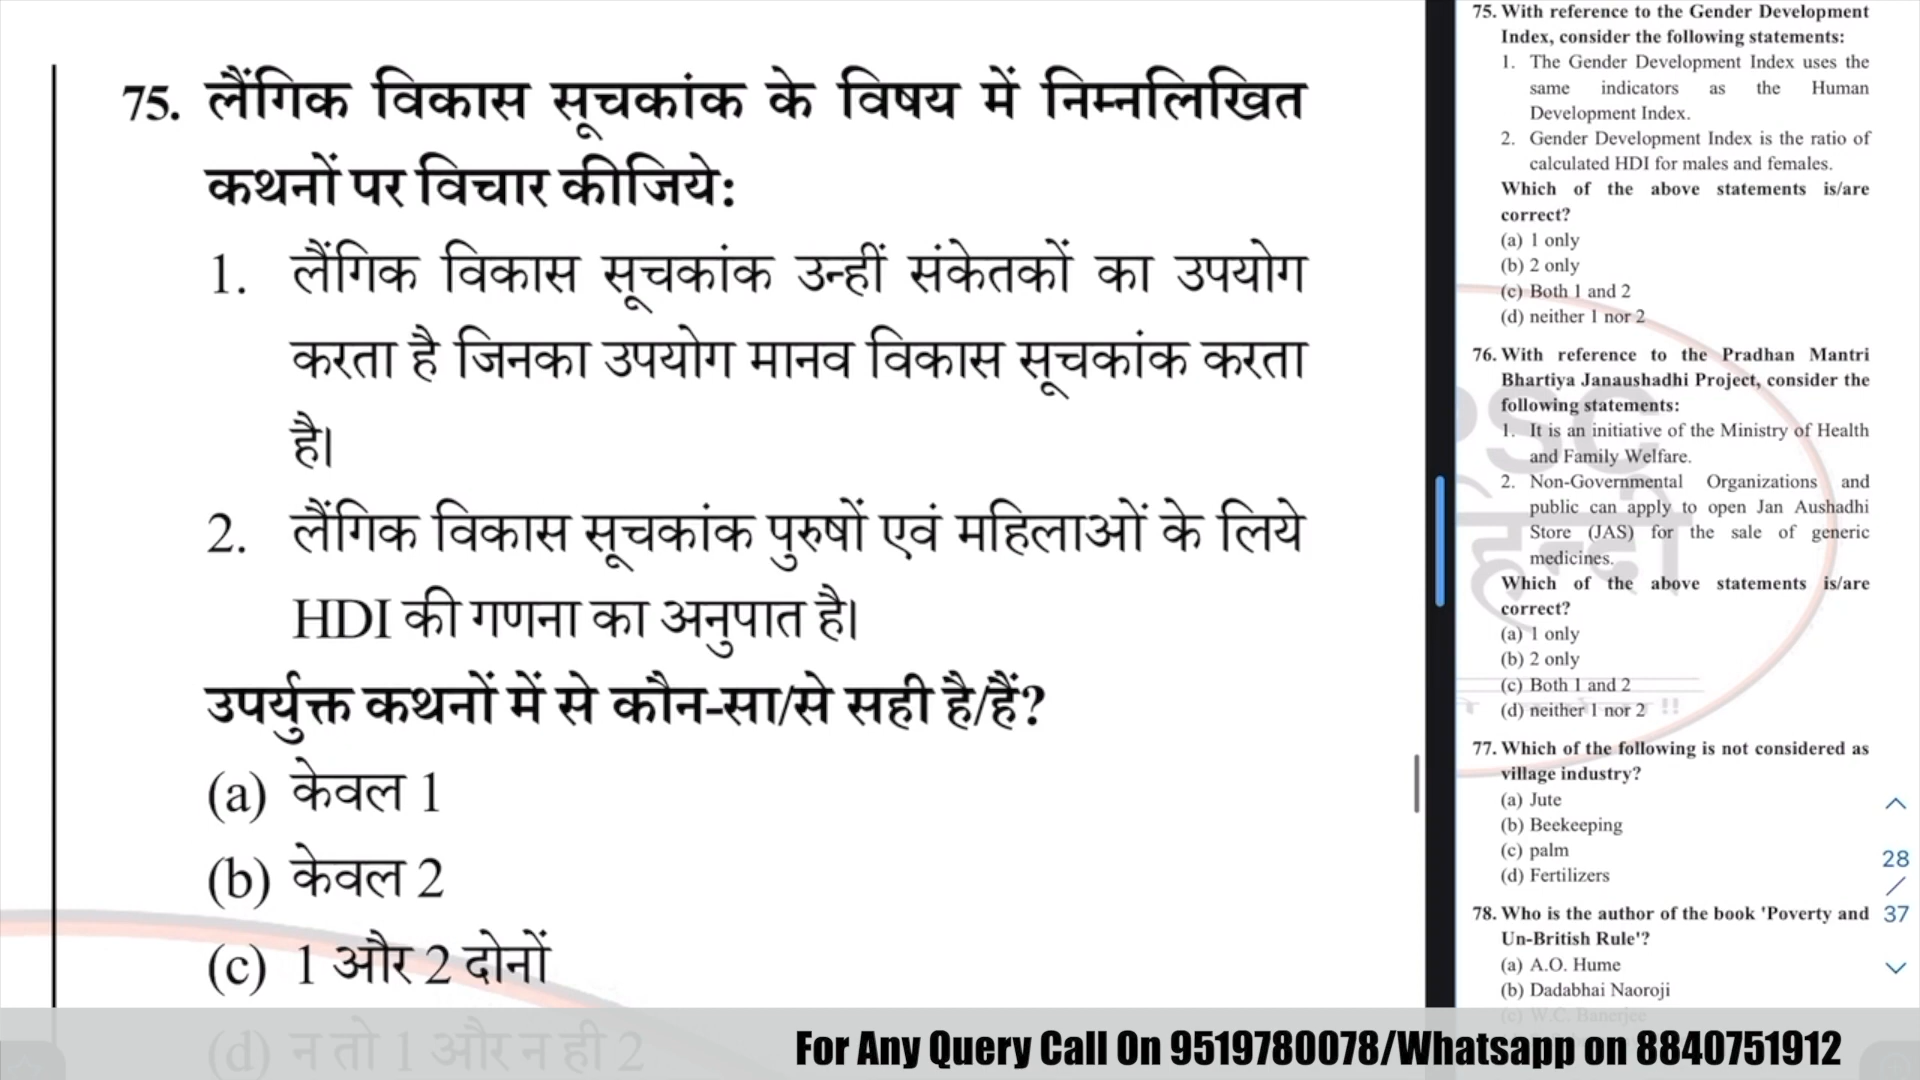 75. लैंगिक विकास सूचकांक के विषय में निम्नलिखित
कथनों पर विचार कीजिये:
1. लैंगिक विकास सूचकांक उन्हीं संकेतकों का उपयोग
करता है जिनका उपयोग मानव विकास सूचकांक करता
है।
2. लैंगिक विकास सूचकांक पुरुषों एवं महिलाओं के लिये
HDI की गणना का अनुपात है।
उपर्युक्त कथनों में से कौन-सा/से सही है/हैं?
(a) केवल 1
(b) केवल 2
(c) 1 और 2 दोनों
(d) न तो 1 और न ही 2
75. With reference to the Gender Development
Index, consider the following statements:
1. The Gender Development Index uses the
same indicators as the Human
Development Index.
2. Gender Development Index is the ratio of
calculated HDI for males and females.
Which of the above statements is/are
correct?
(a) 1 only
(b) 2 only
(c) Both 1 and 2
(d) neither 1 nor 2
76. With reference to the Pradhan Mantri
Bhartiya Janaushadhi Project, consider the
following statements:
1. It is an initiative of the Ministry of Health
and Family Welfare.
2. Non-Governmental Organizations and
public can apply to open Jan Aushadhi
Store (JAS) for the sale of generic
medicines.
Which of the above statements is/are
correct?
(a) 1 only
(b) 2 only
(c) Both 1 and 2
(d) neither 1 nor 2
77. Which of the following is not considered as
village industry?
(a) Jute
(b) Beekeeping
(c) palm
(d) Fertilizers
78. Who is the author of the book 'Poverty and
Un-British Rule'?
(a) A.O. Hume
(b) Dadabhai Naoroji
(c) W.C. Banerjee
28
/
37
हिन्दी
For Any Query Call On 9519780078/Whatsapp on 8840751912